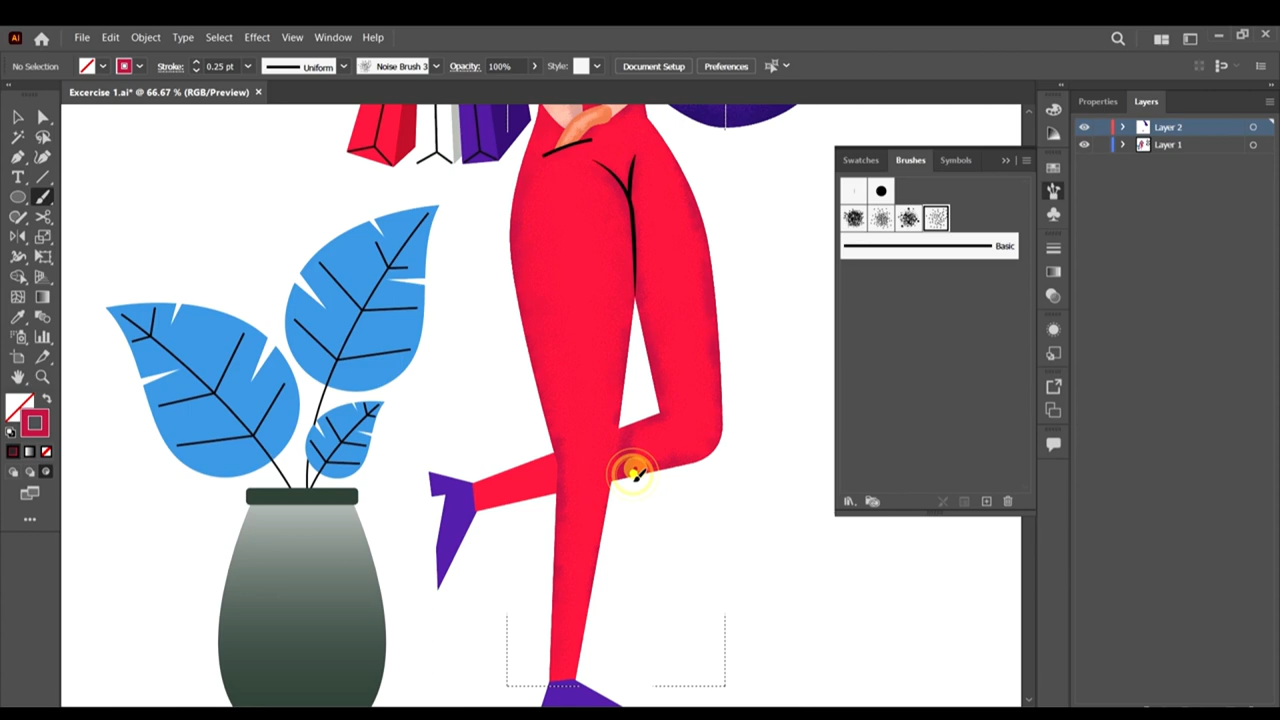 Ai File Edit Object Type Select Effect View Window Help
No Selection Stroke: 0.25 pt Uniform Noise Brush 3 Opacity: 100% Style: Document Setup Preferences
Excercise 1.ai* @ 66.67 % (RGB/Preview)
Properties Layers
Layer 2
Layer 1
Swatches Brushes Symbols
Basic